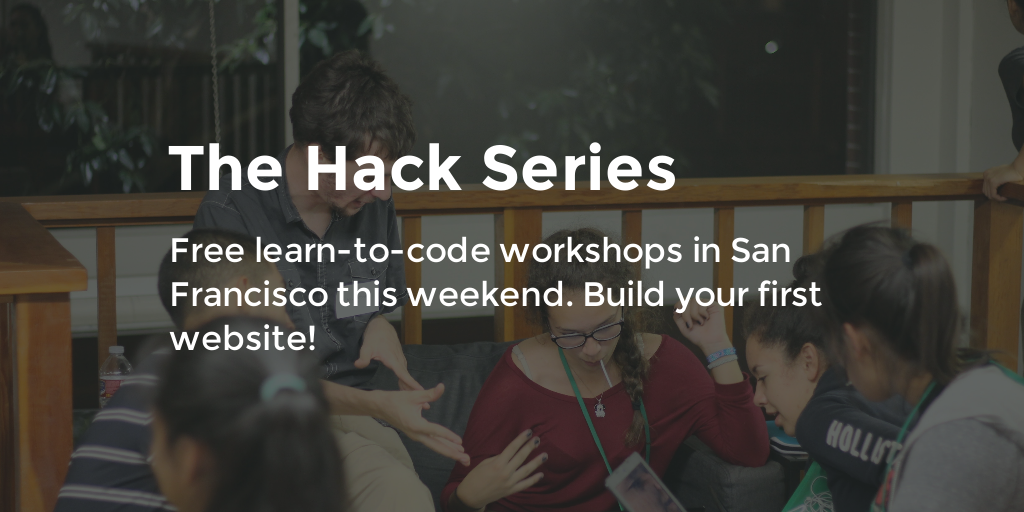 The Hack Series
Free learn-to-code workshops in San
Francisco this weekend. Build your first
website!